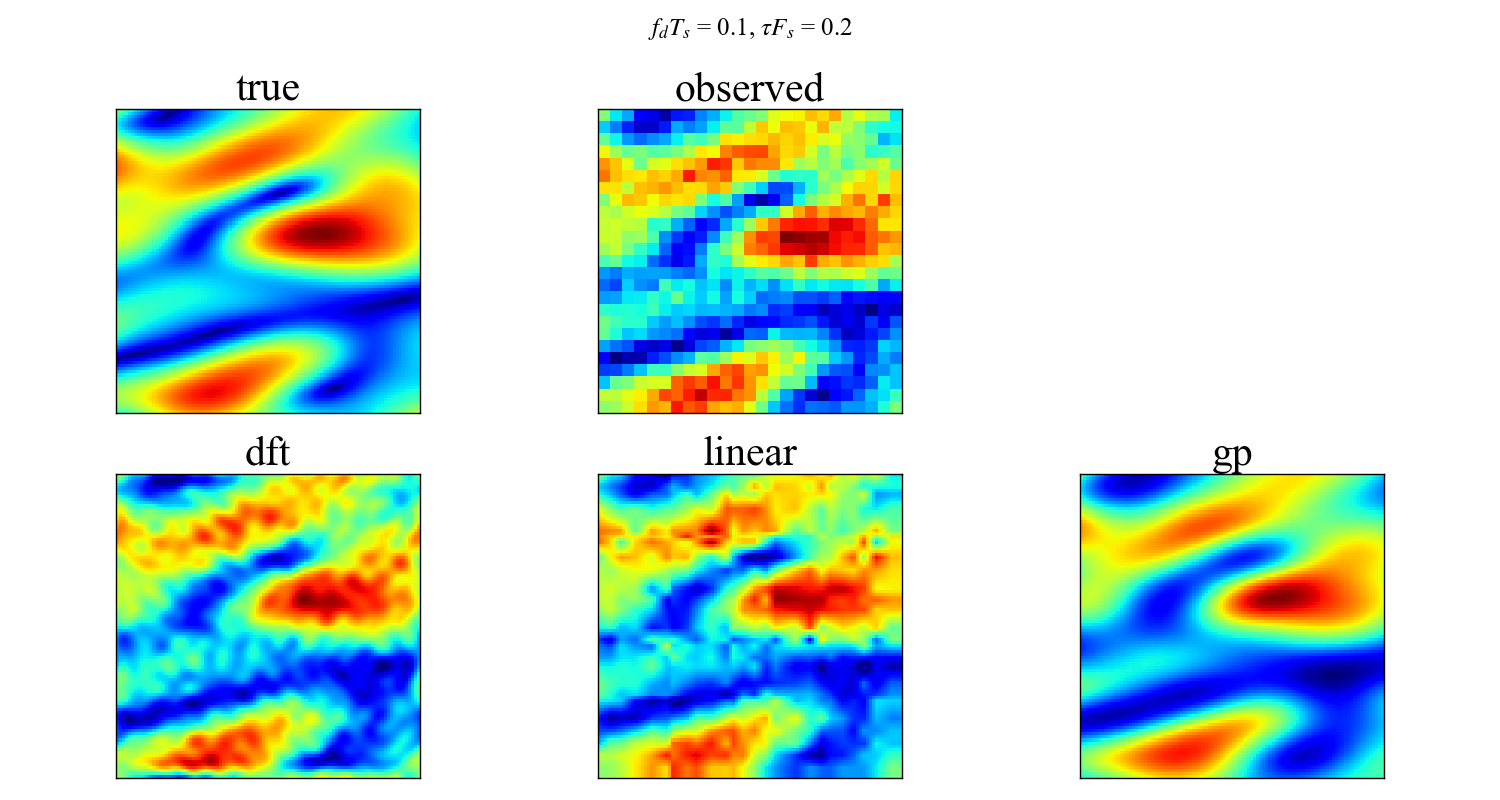 f_dT_s = 0.1, τF_s = 0.2
true
observed
dft
linear
gp